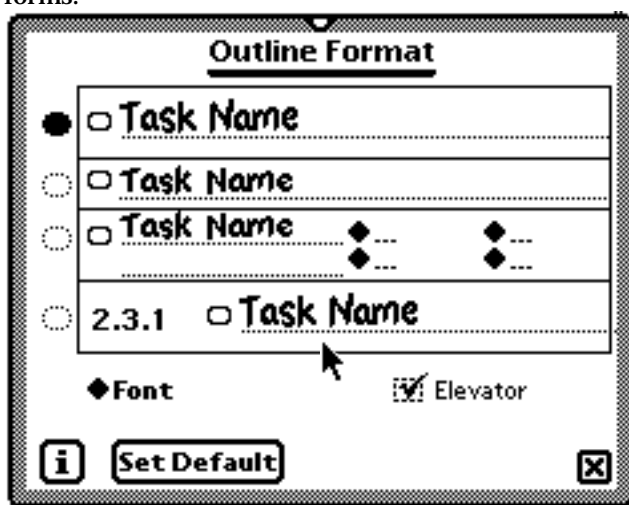 forms.
Outline Format
Task Name
Task Name
Task Name
2.3.1 Task Name
Font Elevator
i Set Default